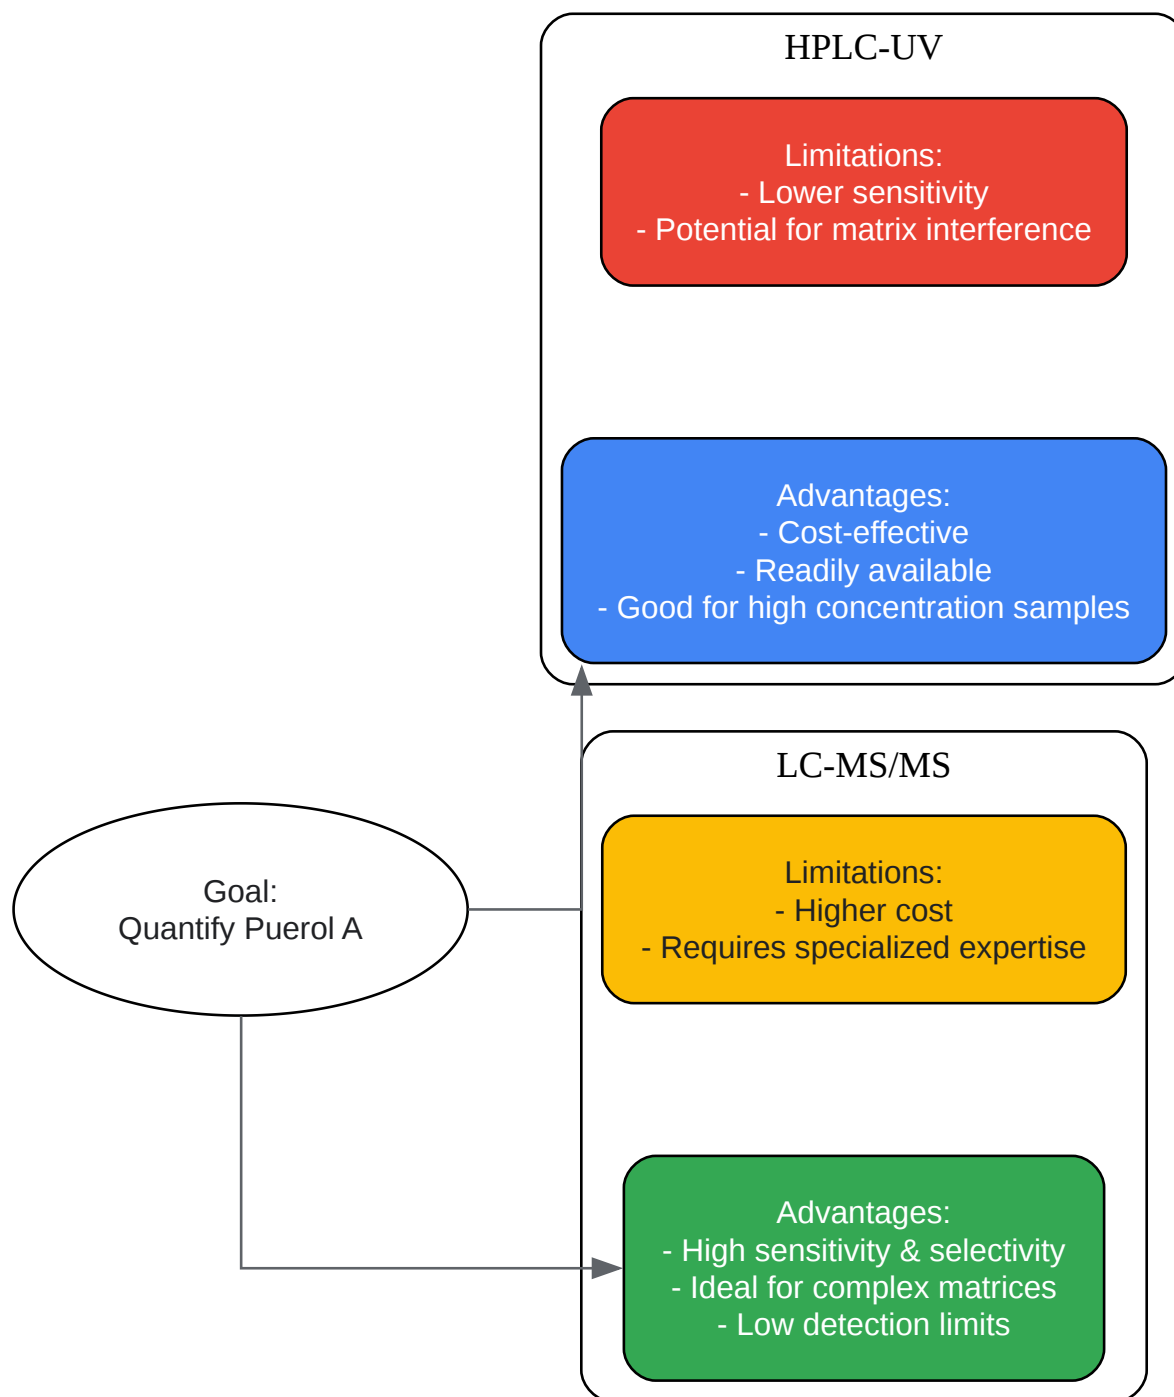 HPLC-UV
Limitations:
- Lower sensitivity
- Potential for matrix interference
Advantages:
- Cost-effective
- Readily available
- Good for high concentration samples
LC-MS/MS
Limitations:
- Higher cost
- Requires specialized expertise
Goal:
Quantify Puerol A
Advantages:
- High sensitivity & selectivity
- Ideal for complex matrices
- Low detection limits